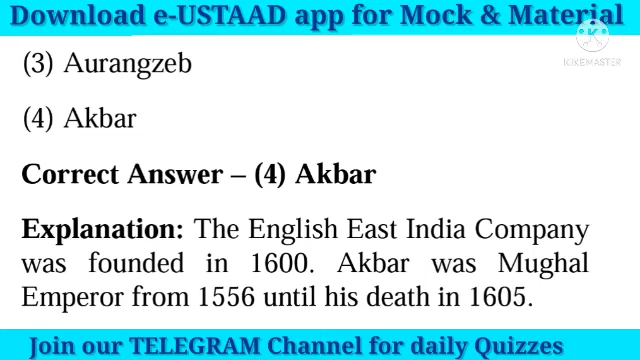 Download e-USTAAD app for Mock & Material
K
KINEMASTER
(3) Aurangzeb
(4) Akbar
Correct Answer – (4) Akbar
Explanation: The English East India Company
was founded in 1600. Akbar was Mughal
Emperor from 1556 until his death in 1605.
Join our TELEGRAM Channel for daily Quizzes